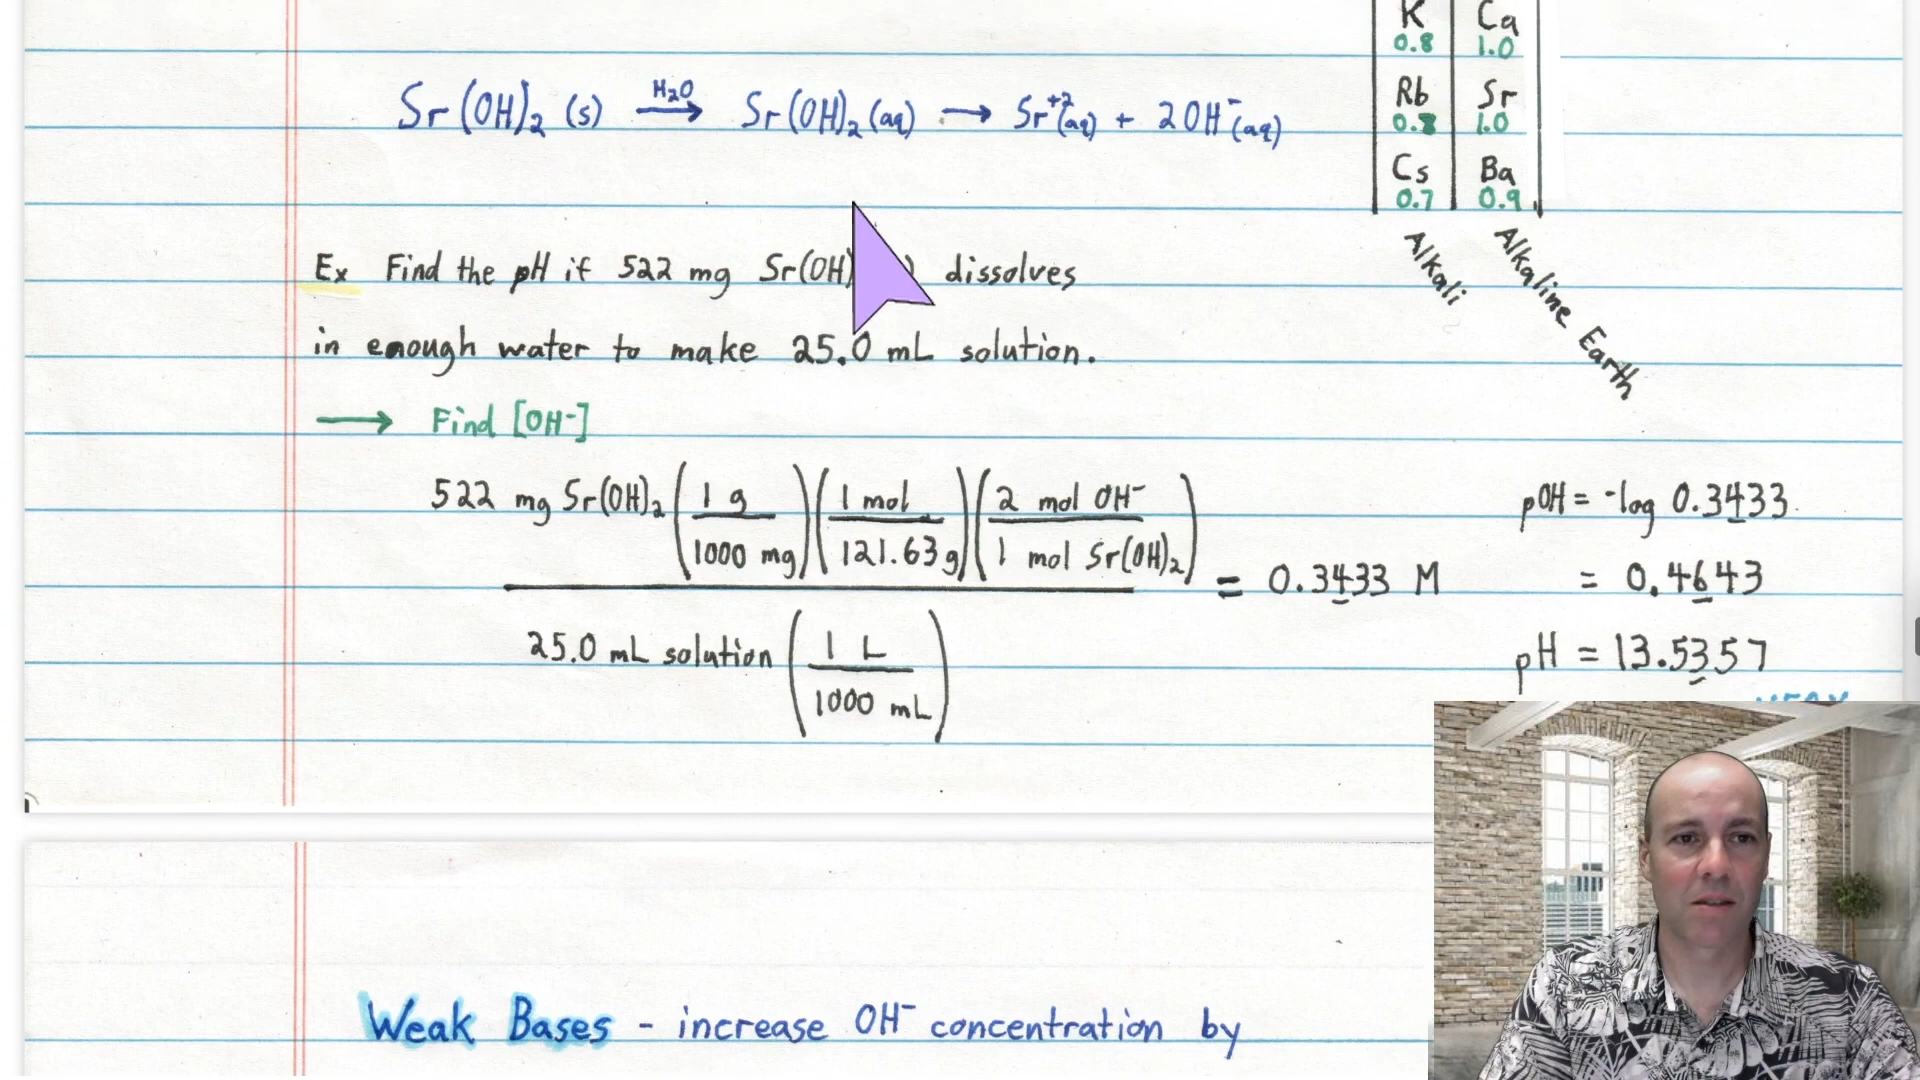 K Ca
0.8 1.0
Sr(OH)₂ (s) H₂O → Sr(OH)₂ (aq) → Sr⁺²(aq) + 2OH⁻(aq)
Rb Sr
0.8 1.0
Cs Ba
0.7 0.9
Alkali Alkaline Earth
Ex Find the pH if 522 mg Sr(OH) dissolves
in enough water to make 25.0 mL solution.
→ Find [OH⁻]
522 mg Sr(OH)₂ (1 g / 1000 mg) (1 mol / 121.63 g) (2 mol OH⁻ / 1 mol Sr(OH)₂)
= 0.3433 M
25.0 mL solution (1 L / 1000 mL)
pOH = -log 0.3433
= 0.4643
pH = 13.5357
Weak Bases - increase OH⁻ concentration by